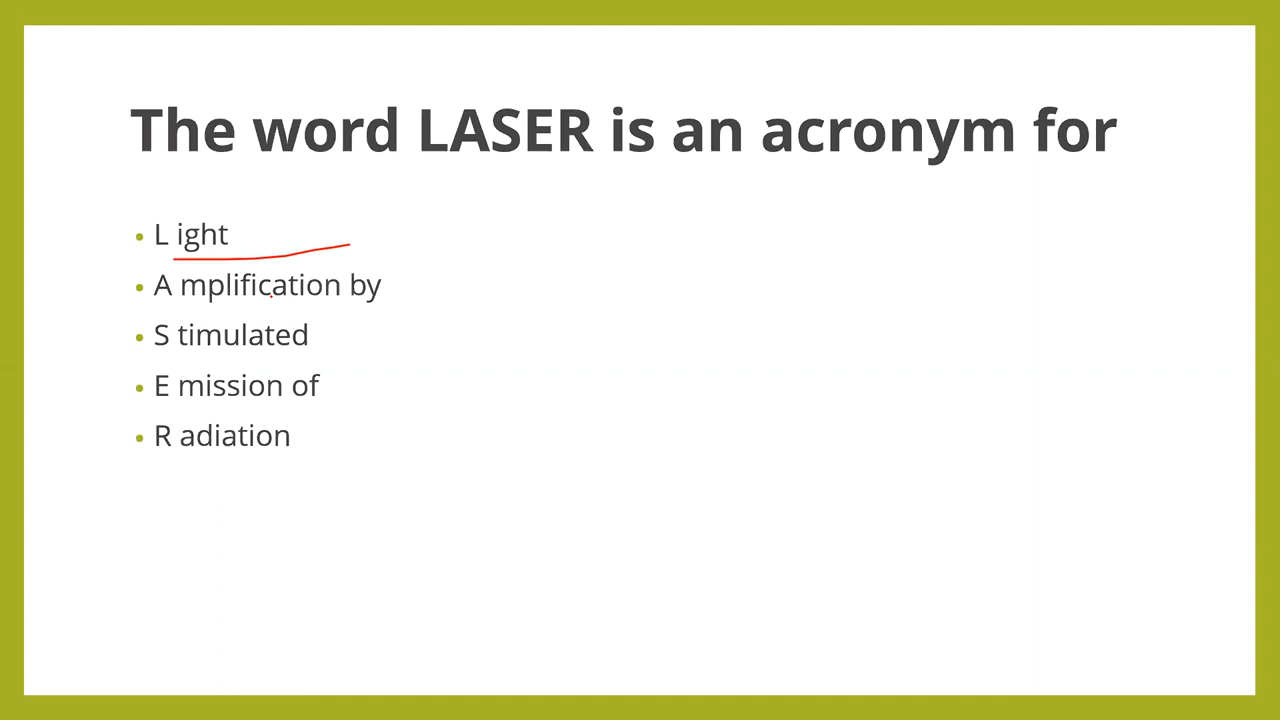 The word LASER is an acronym for
• L ight
• A mplification by
• S timulated
• E mission of
• R adiation